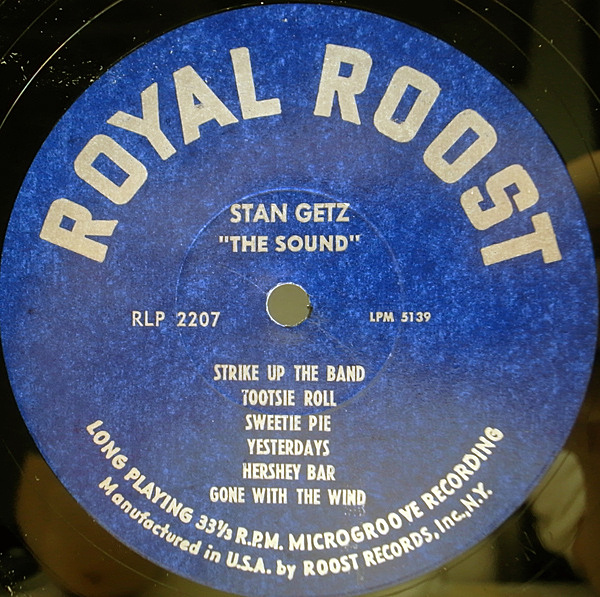 ROYAL ROOST
STAN GETZ
"THE SOUND"
RLP 2207
LPM 5139
STRIKE UP THE BAND
TOOTSIE ROLL
SWEETIE PIE
YESTERDAYS
HERSHEY BAR
GONE WITH THE WIND
LONG PLAYING 33⅓ R.P.M. MICROGROOVE RECORDING
Manufactured in U.S.A. by ROOST RECORDS, Inc., N.Y.